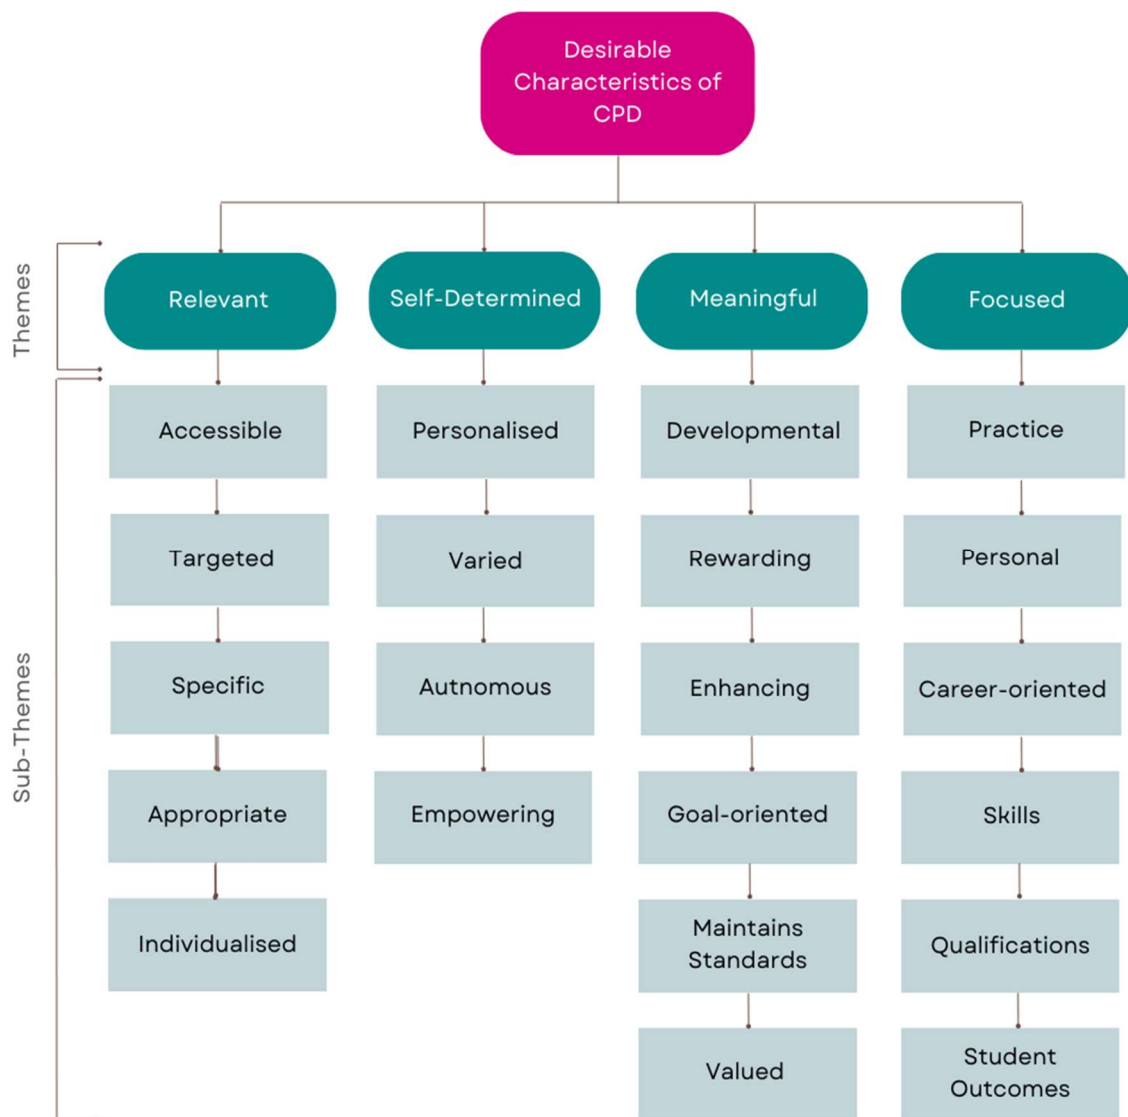 Desirable
Characteristics of
CPD
Themes
Relevant
Self-Determined
Meaningful
Focused
Sub-Themes
Accessible
Personalised
Developmental
Practice
Targeted
Varied
Rewarding
Personal
Specific
Autnomous
Enhancing
Career-oriented
Appropriate
Empowering
Goal-oriented
Skills
Individualised
Maintains
Standards
Qualifications
Valued
Student
Outcomes